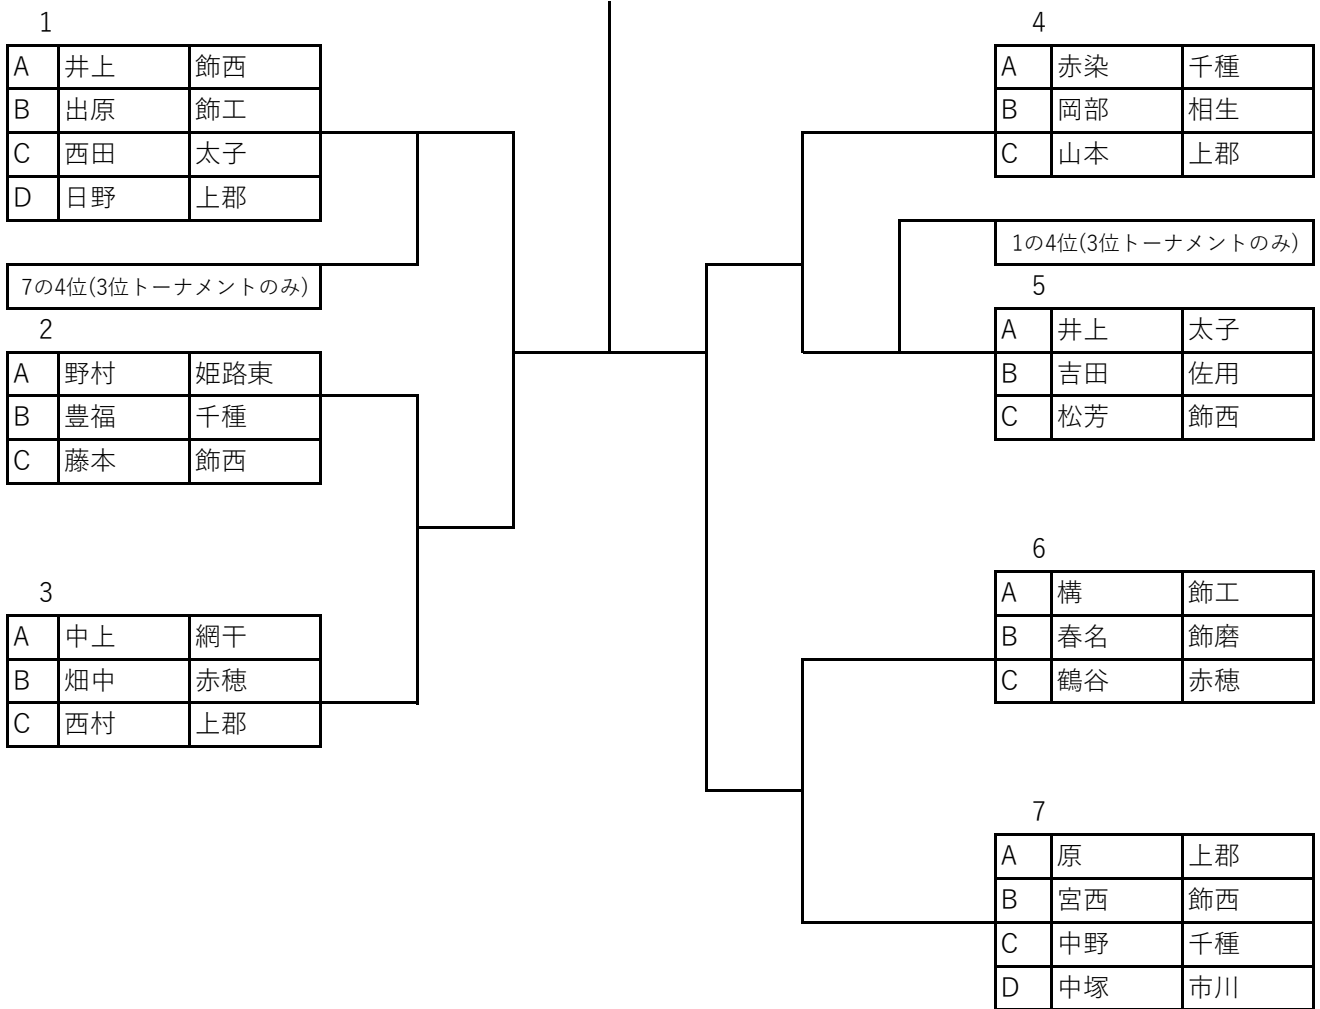 1
A 井上 飾西
B 出原 飾工
C 西田 太子
D 日野 上郡
7の4位(3位トーナメントのみ)
2
A 野村 姫路東
B 豊福 千種
C 藤本 飾西
3
A 中上 網干
B 畑中 赤穂
C 西村 上郡
4
A 赤染 千種
B 岡部 相生
C 山本 上郡
1の4位(3位トーナメントのみ)
5
A 井上 太子
B 吉田 佐用
C 松芳 飾西
6
A 構 飾工
B 春名 飾磨
C 鶴谷 赤穂
7
A 原 上郡
B 宮西 飾西
C 中野 千種
D 中塚 市川